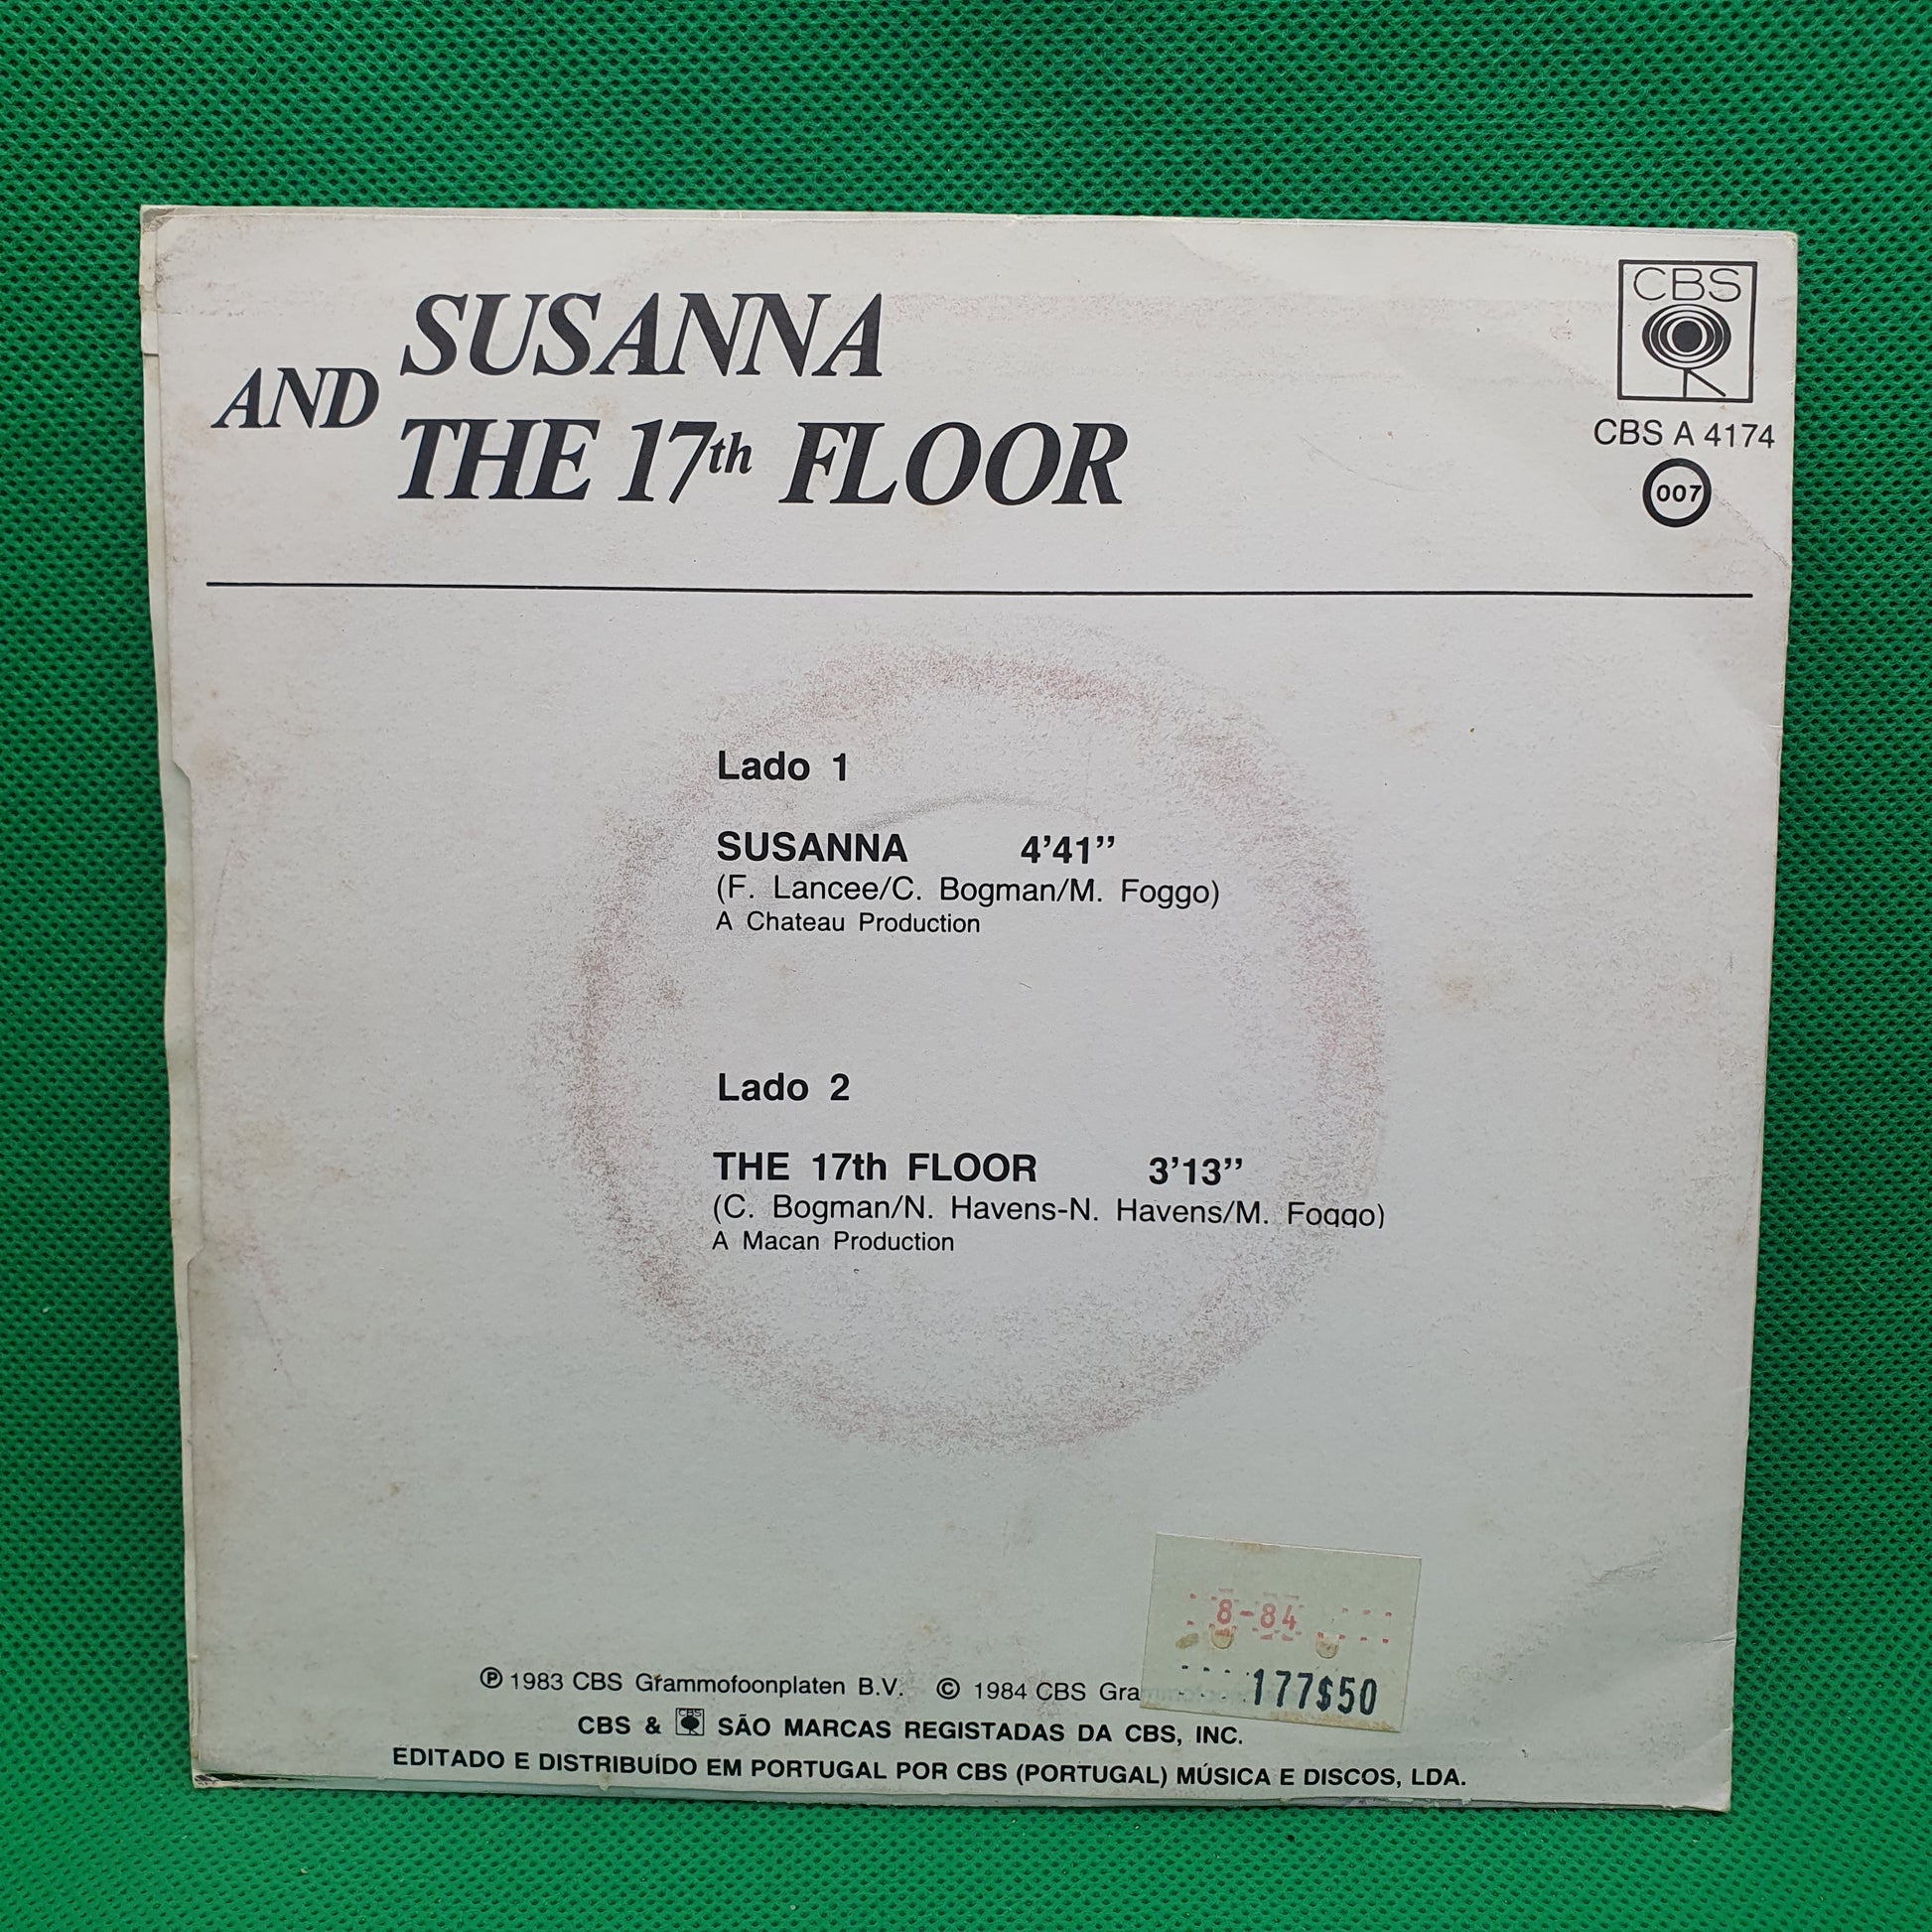 SUSANNA
AND
THE 17th FLOOR
CBS
CBS A 4174
007
Lado 1
SUSANNA 4'41''
(F. Lancee/C. Bogman/M. Foggo)
A Chateau Production
Lado 2
THE 17th FLOOR 3'13''
(C. Bogman/N. Havens-N. Havens/M. Foggo)
A Macan Production
8-84
177$50
Ⓟ 1983 CBS Grammofoonplaten B.V. © 1984 CBS Gra
CBS & CBS SÃO MARCAS REGISTADAS DA CBS, INC.
EDITADO E DISTRIBUÍDO EM PORTUGAL POR CBS (PORTUGAL) MÚSICA E DISCOS, LDA.